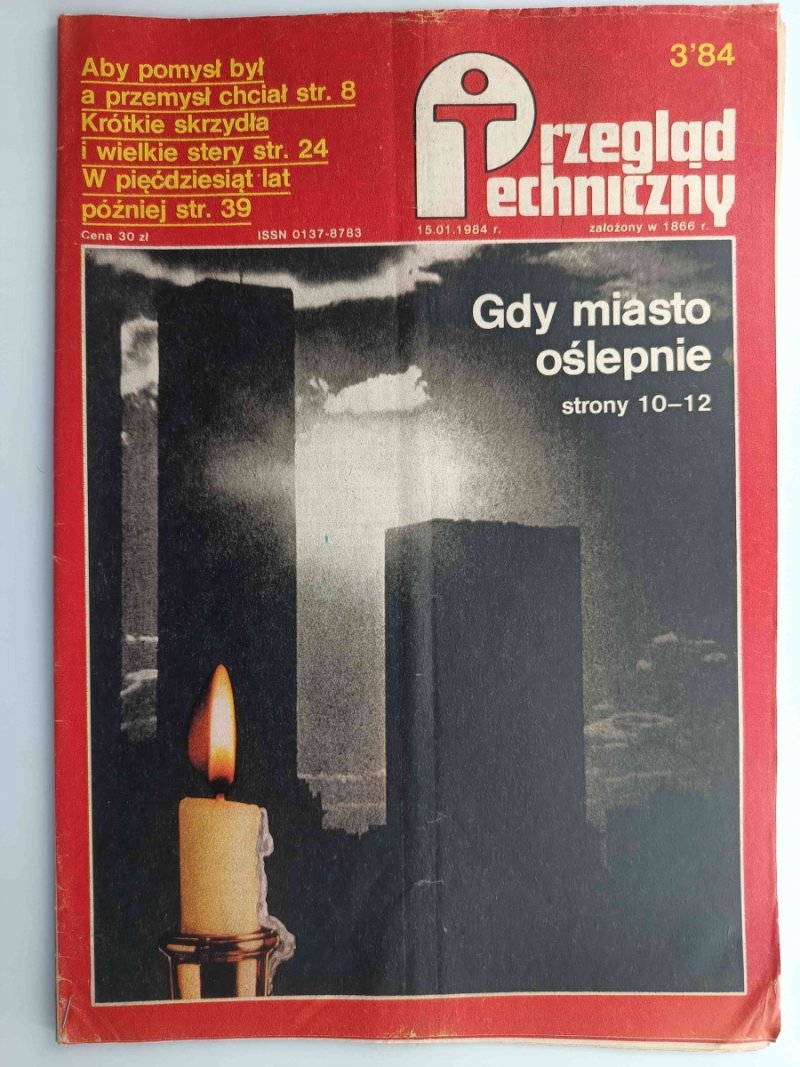 Aby pomysł był
a przemysł chciał str. 8
Krótkie skrzydła
i wielkie stery str. 24
W pięćdziesiąt lat
później str. 39
Cena 30 zł
ISSN 0137-8783
3'84
Przegląd
Techniczny
15.01.1984 r.
założony w 1866 r.
Gdy miasto
oślepnie
strony 10–12